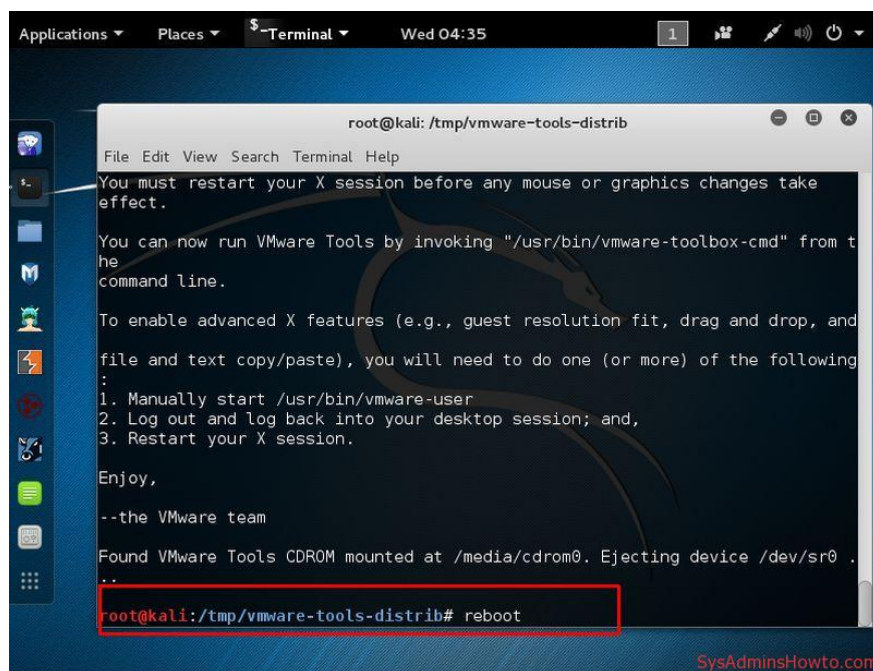 Applications Places Terminal Wed 04:35 1
root@kali: /tmp/vmware-tools-distrib
File Edit View Search Terminal Help
You must restart your X session before any mouse or graphics changes take
effect.
You can now run VMware Tools by invoking "/usr/bin/vmware-toolbox-cmd" from t
he
command line.
To enable advanced X features (e.g., guest resolution fit, drag and drop, and
file and text copy/paste), you will need to do one (or more) of the following
:
1. Manually start /usr/bin/vmware-user
2. Log out and log back into your desktop session; and,
3. Restart your X session.
Enjoy,
--the VMware team
Found VMware Tools CDROM mounted at /media/cdrom0. Ejecting device /dev/sr0 .
..
root@kali:/tmp/vmware-tools-distrib# reboot
SysAdminsHowto.com